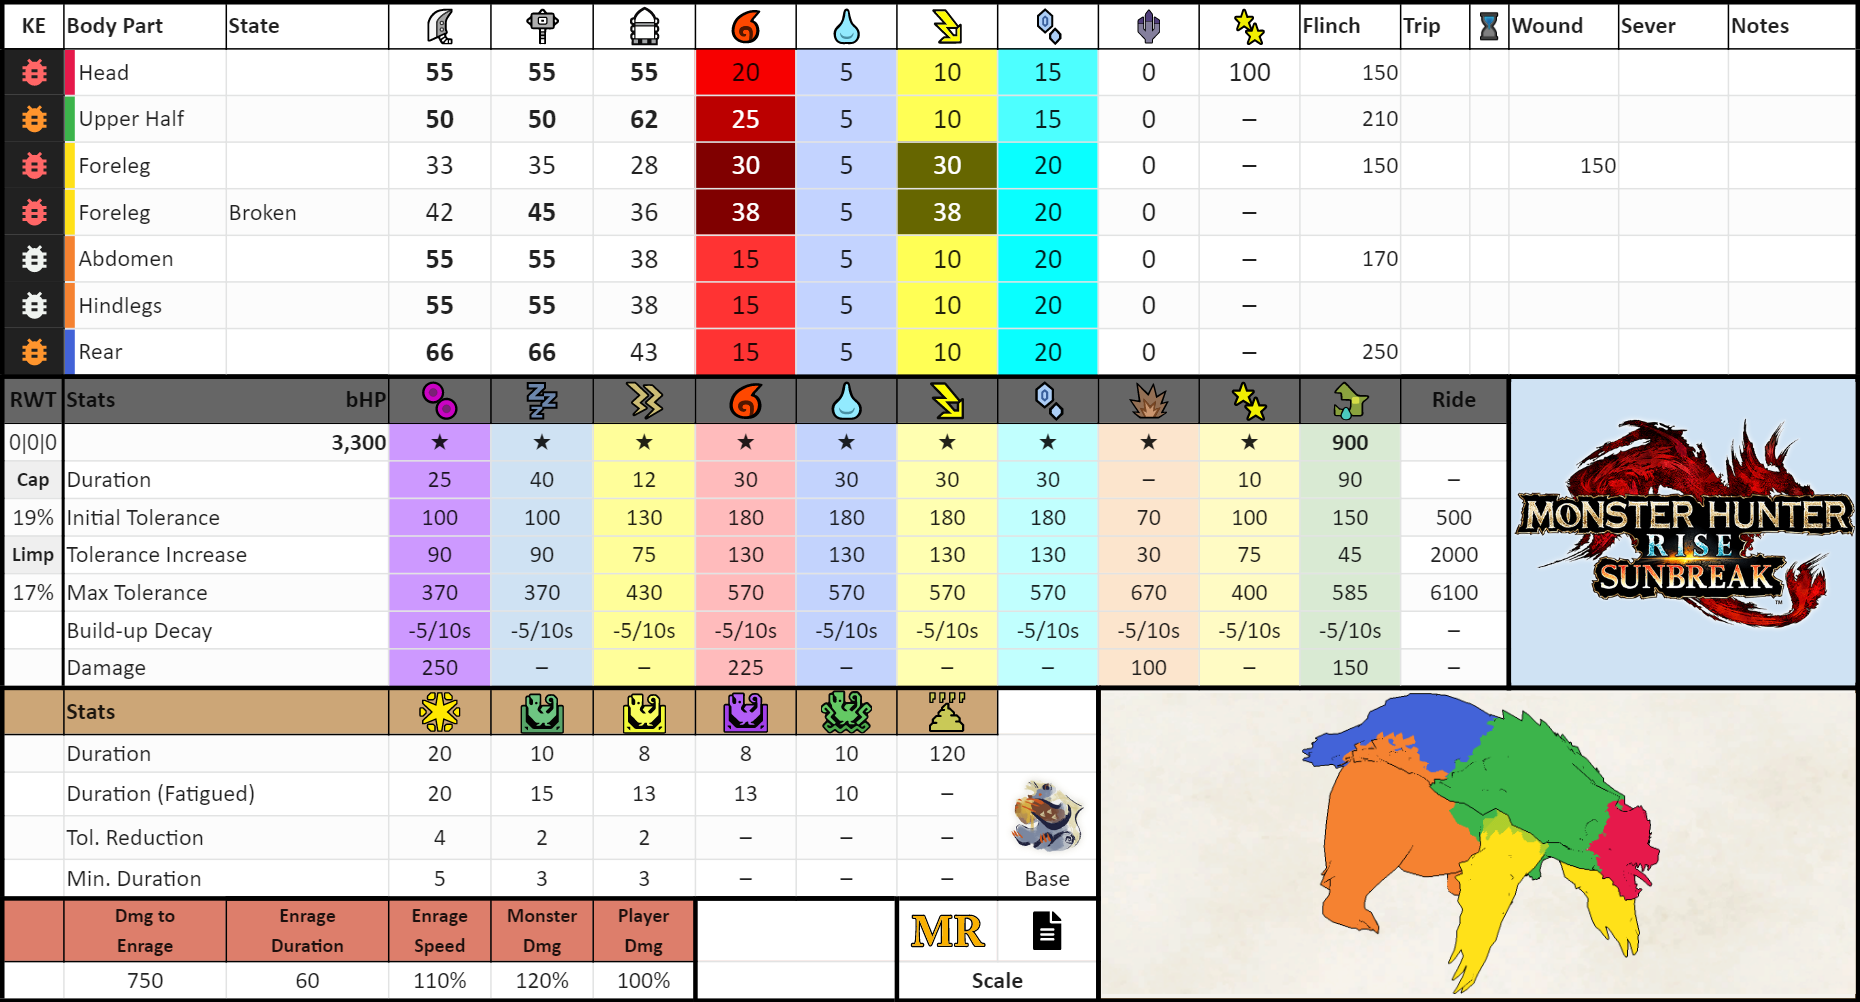 KE Body Part State Flinch Trip Wound Sever Notes
Head 55 55 55 20 5 10 15 0 100 150
Upper Half 50 50 62 25 5 10 15 0 – 210
Foreleg 33 35 28 30 5 30 20 0 – 150 150
Foreleg Broken 42 45 36 38 5 38 20 0 –
Abdomen 55 55 38 15 5 10 20 0 – 170
Hindlegs 55 55 38 15 5 10 20 0 –
Rear 66 66 43 15 5 10 20 0 – 250
RWT Stats bHP Ride
0|0|0 3,300 ★ ★ ★ ★ ★ ★ ★ ★ ★ 900
Cap Duration 25 40 12 30 30 30 30 – 10 90 –
19% Initial Tolerance 100 100 130 180 180 180 180 70 100 150 500
Limp Tolerance Increase 90 90 75 130 130 130 130 30 75 45 2000
17% Max Tolerance 370 370 430 570 570 570 570 670 400 585 6100
Build-up Decay -5/10s -5/10s -5/10s -5/10s -5/10s -5/10s -5/10s -5/10s -5/10s -5/10s –
Damage 250 – – 225 – – – 100 – 150 –
MONSTER HUNTER
RISE
SUNBREAK
™
Stats
Duration 20 10 8 8 10 120
Duration (Fatigued) 20 15 13 13 10 –
Tol. Reduction 4 2 2 – – –
Min. Duration 5 3 3 – – – Base
Dmg to Enrage Enrage Monster Player
Enrage Duration Speed Dmg Dmg MR
750 60 110% 120% 100% Scale